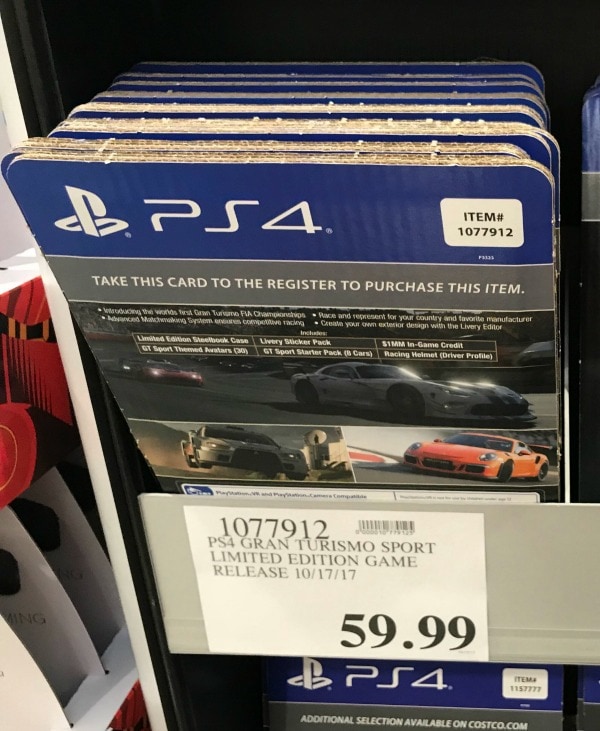 PS4
ITEM#
1077912
TAKE THIS CARD TO THE REGISTER TO PURCHASE THIS ITEM.
• Introducing the worlds first Gran Turismo FIA Championships • Race and represent for your country and favorite manufacturer
• Advanced Matchmaking System ensures competitive racing • Create your own exterior design with the Livery Editor
Includes:
Limited Edition Steelbook Case Livery Sticker Pack $1MM In-Game Credit
GT Sport Themed Avatars (30) GT Sport Starter Pack (8 Cars) Racing Helmet (Driver Profile)
PlayStation VR and PlayStation Camera Compatible
1077912
PS4 GRAN TURISMO SPORT
LIMITED EDITION GAME
RELEASE 10/17/17
59.99
PS4
ITEM#
1157777
ADDITIONAL SELECTION AVAILABLE ON COSTCO.COM